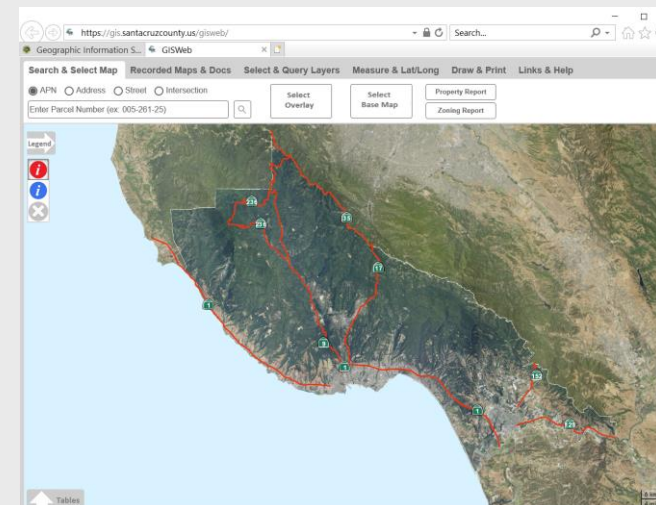 https://gis.santacruzcounty.us/gisweb/
Search...
Geographic Information S...
GISWeb
Search & Select Map
Recorded Maps & Docs
Select & Query Layers
Measure & Lat/Long
Draw & Print
Links & Help
APN
Address
Street
Intersection
Enter Parcel Number (ex: 005-261-25)
Select
Overlay
Select
Base Map
Property Report
Zoning Report
Legend
236
236
35
17
1
9
1
152
1
129
Tables